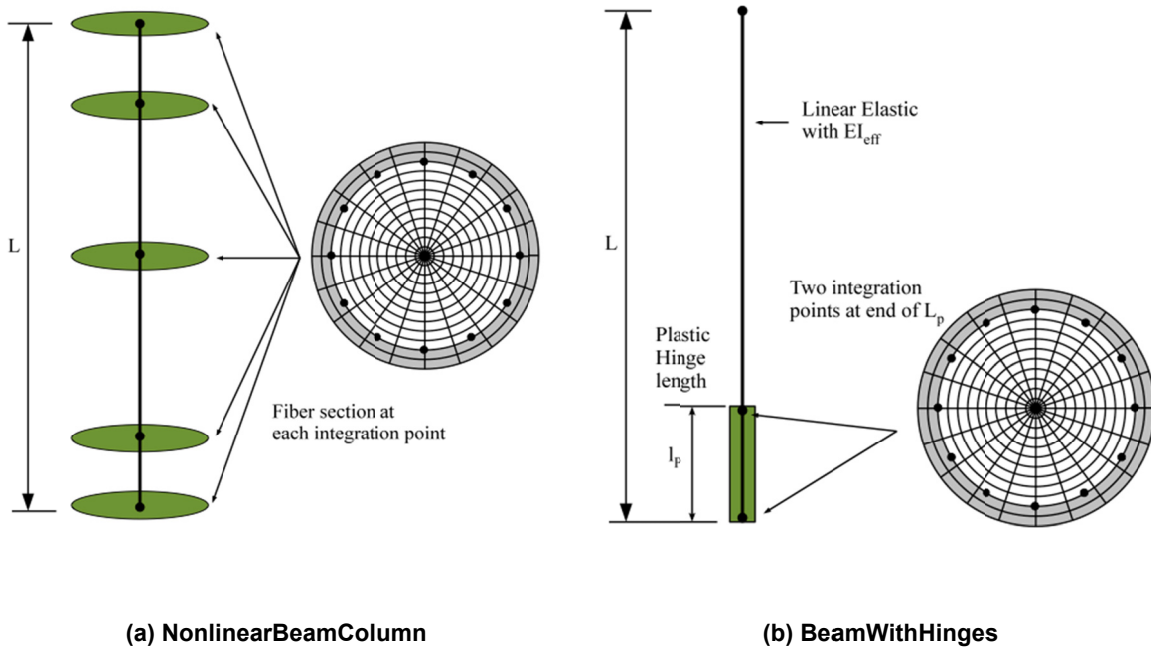 L
Fiber section at
each integration point
(a) NonlinearBeamColumn
Linear Elastic
with EI_eff
L
Two integration
points at end of L_p
Plastic
Hinge
length
l_p
(b) BeamWithHinges